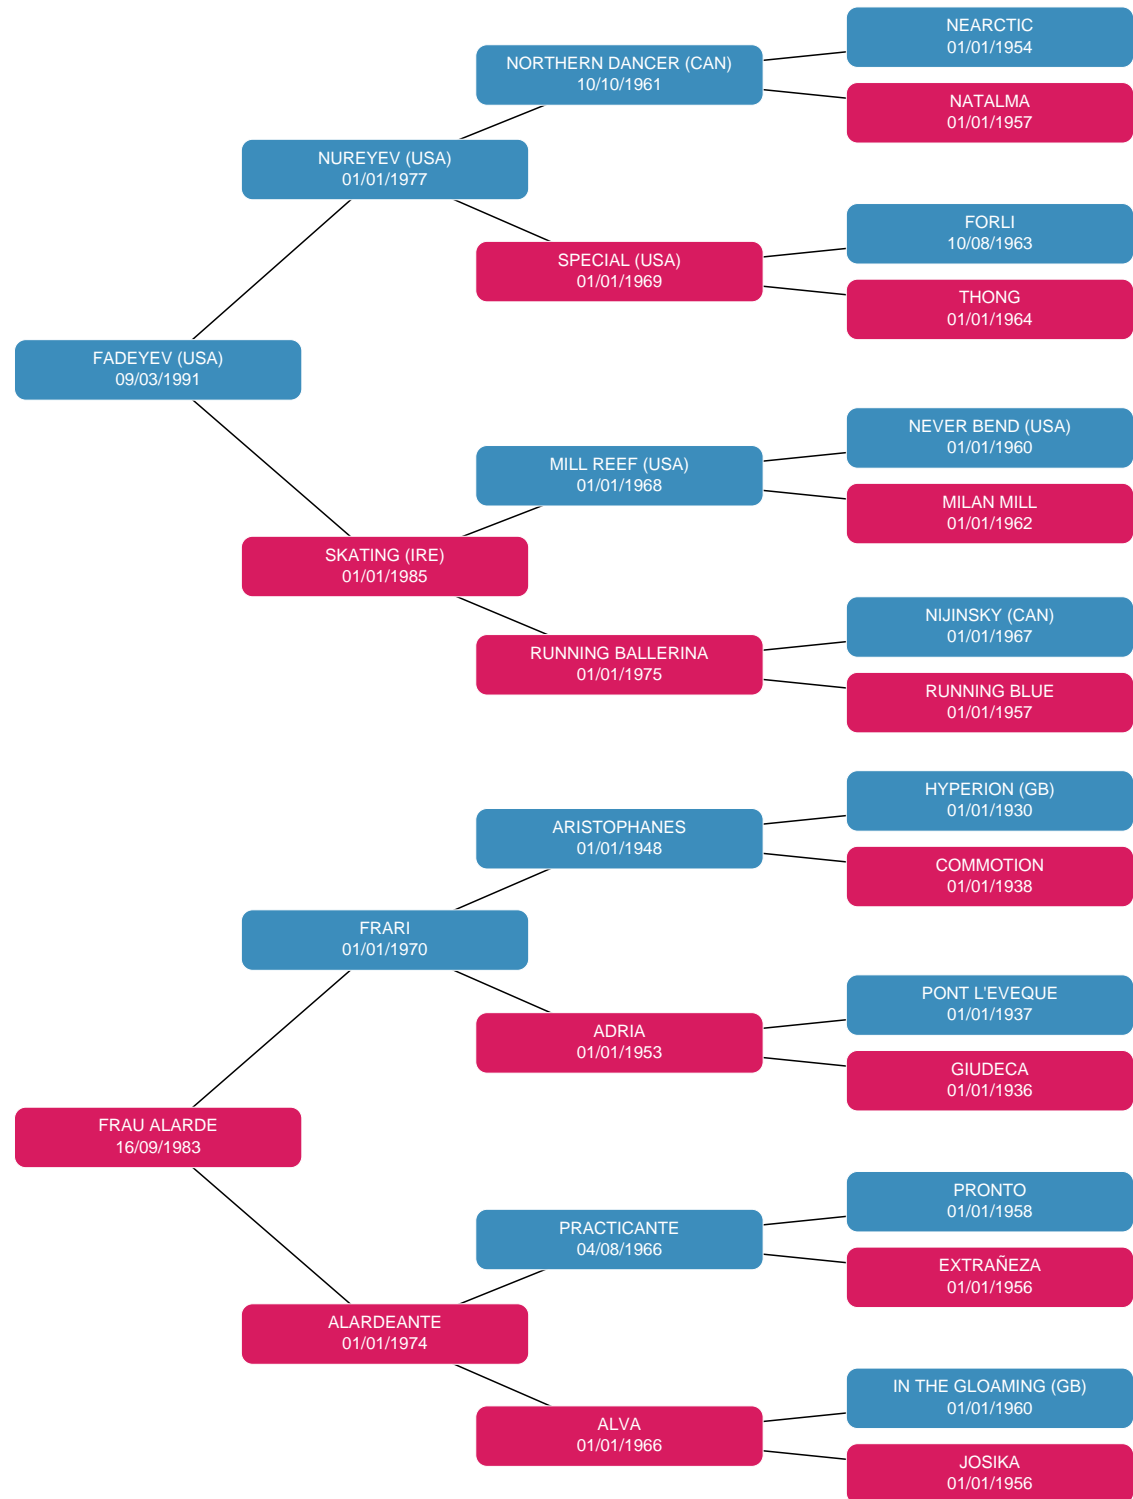 NEARCTIC
01/01/1954
NORTHERN DANCER (CAN)
10/10/1961
NATALMA
01/01/1957
NUREYEV (USA)
01/01/1977
FORLI
10/08/1963
SPECIAL (USA)
01/01/1969
THONG
01/01/1964
FADEYEV (USA)
09/03/1991
NEVER BEND (USA)
01/01/1960
MILL REEF (USA)
01/01/1968
MILAN MILL
01/01/1962
SKATING (IRE)
01/01/1985
NIJINSKY (CAN)
01/01/1967
RUNNING BALLERINA
01/01/1975
RUNNING BLUE
01/01/1957
HYPERION (GB)
01/01/1930
ARISTOPHANES
01/01/1948
COMMOTION
01/01/1938
FRARI
01/01/1970
PONT L'EVEQUE
01/01/1937
ADRIA
01/01/1953
GIUDECA
01/01/1936
FRAU ALARDE
16/09/1983
PRONTO
01/01/1958
PRACTICANTE
04/08/1966
EXTRAÑEZA
01/01/1956
ALARDEANTE
01/01/1974
IN THE GLOAMING (GB)
01/01/1960
ALVA
01/01/1966
JOSIKA
01/01/1956